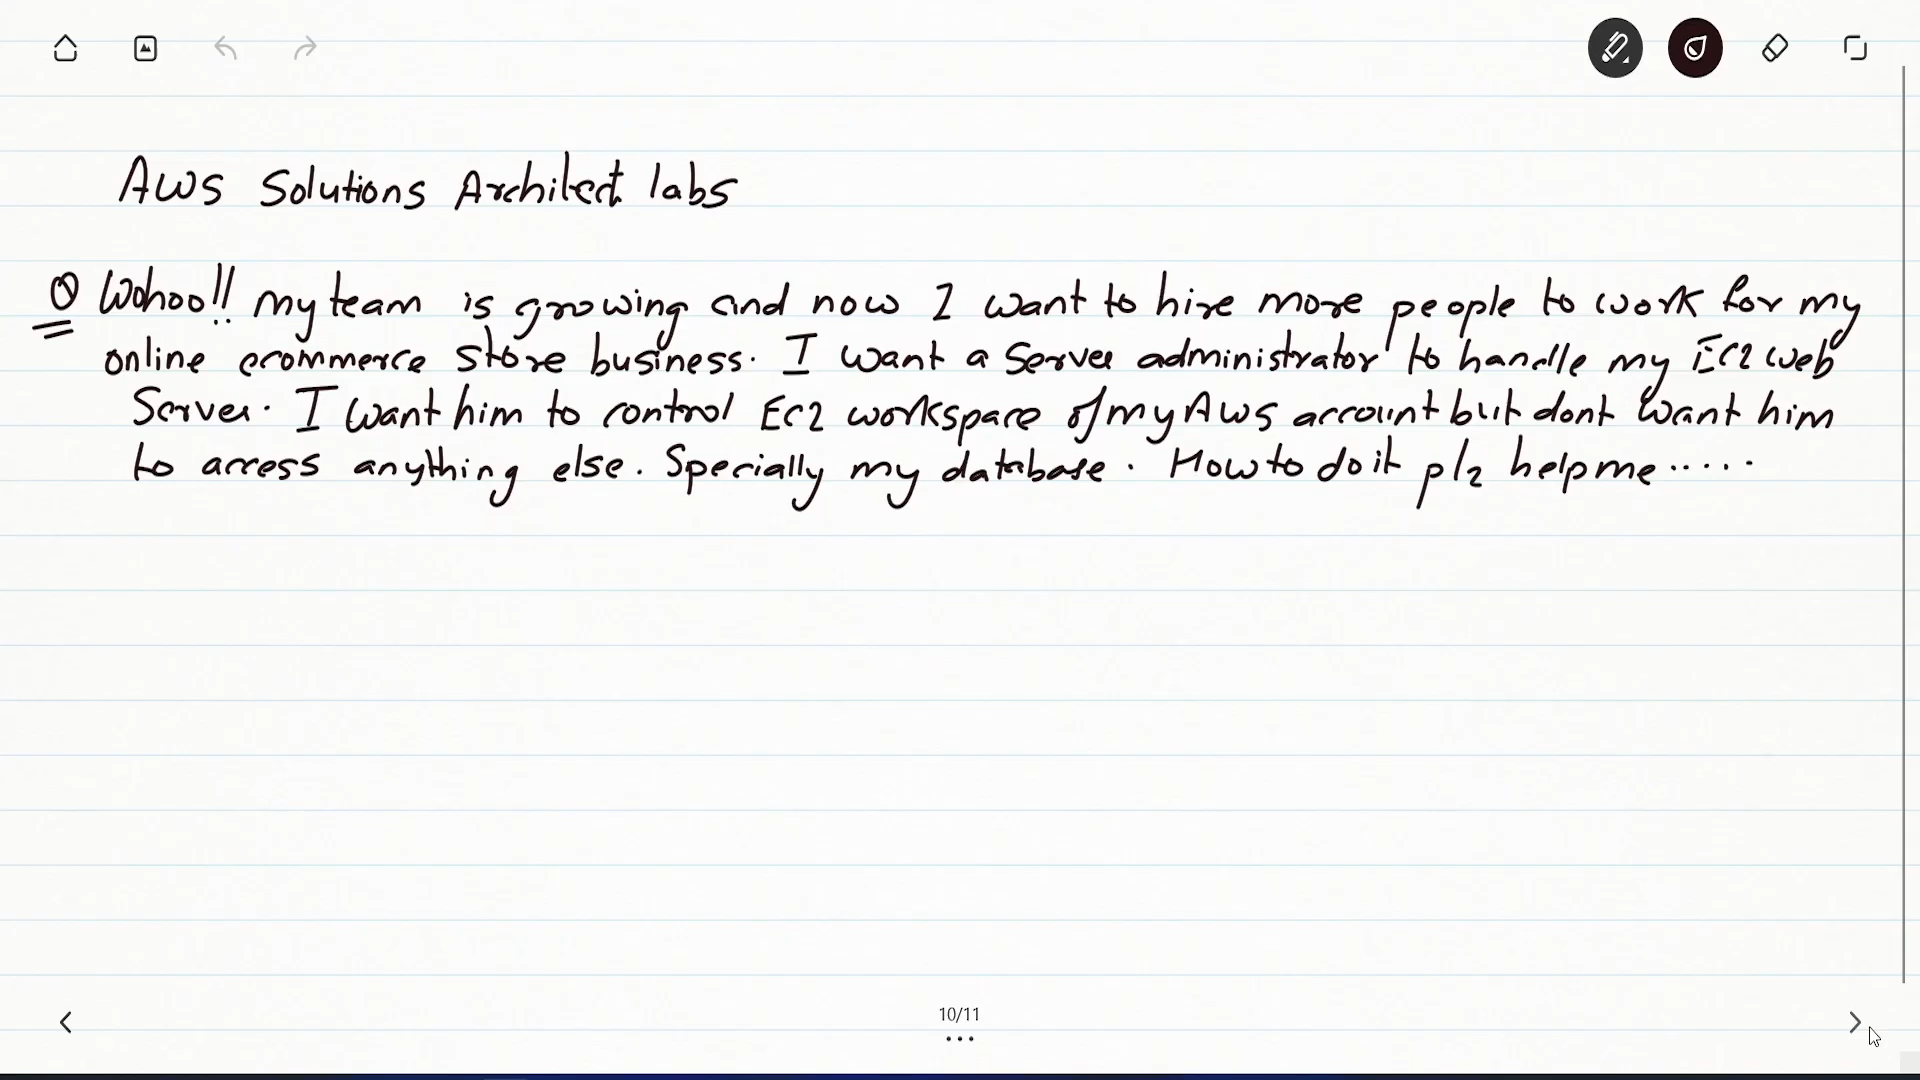 AWS Solutions Architect labs
Q Wohoo!! my team is growing and now I want to hire more people to work for my
online ecommerce store business. I want a Server administrator to handle my EC2 web
Server. I want him to control EC2 workspace of my AWS account but dont want him
to access anything else. Specially my database. How to do it plz help me.....
10/11